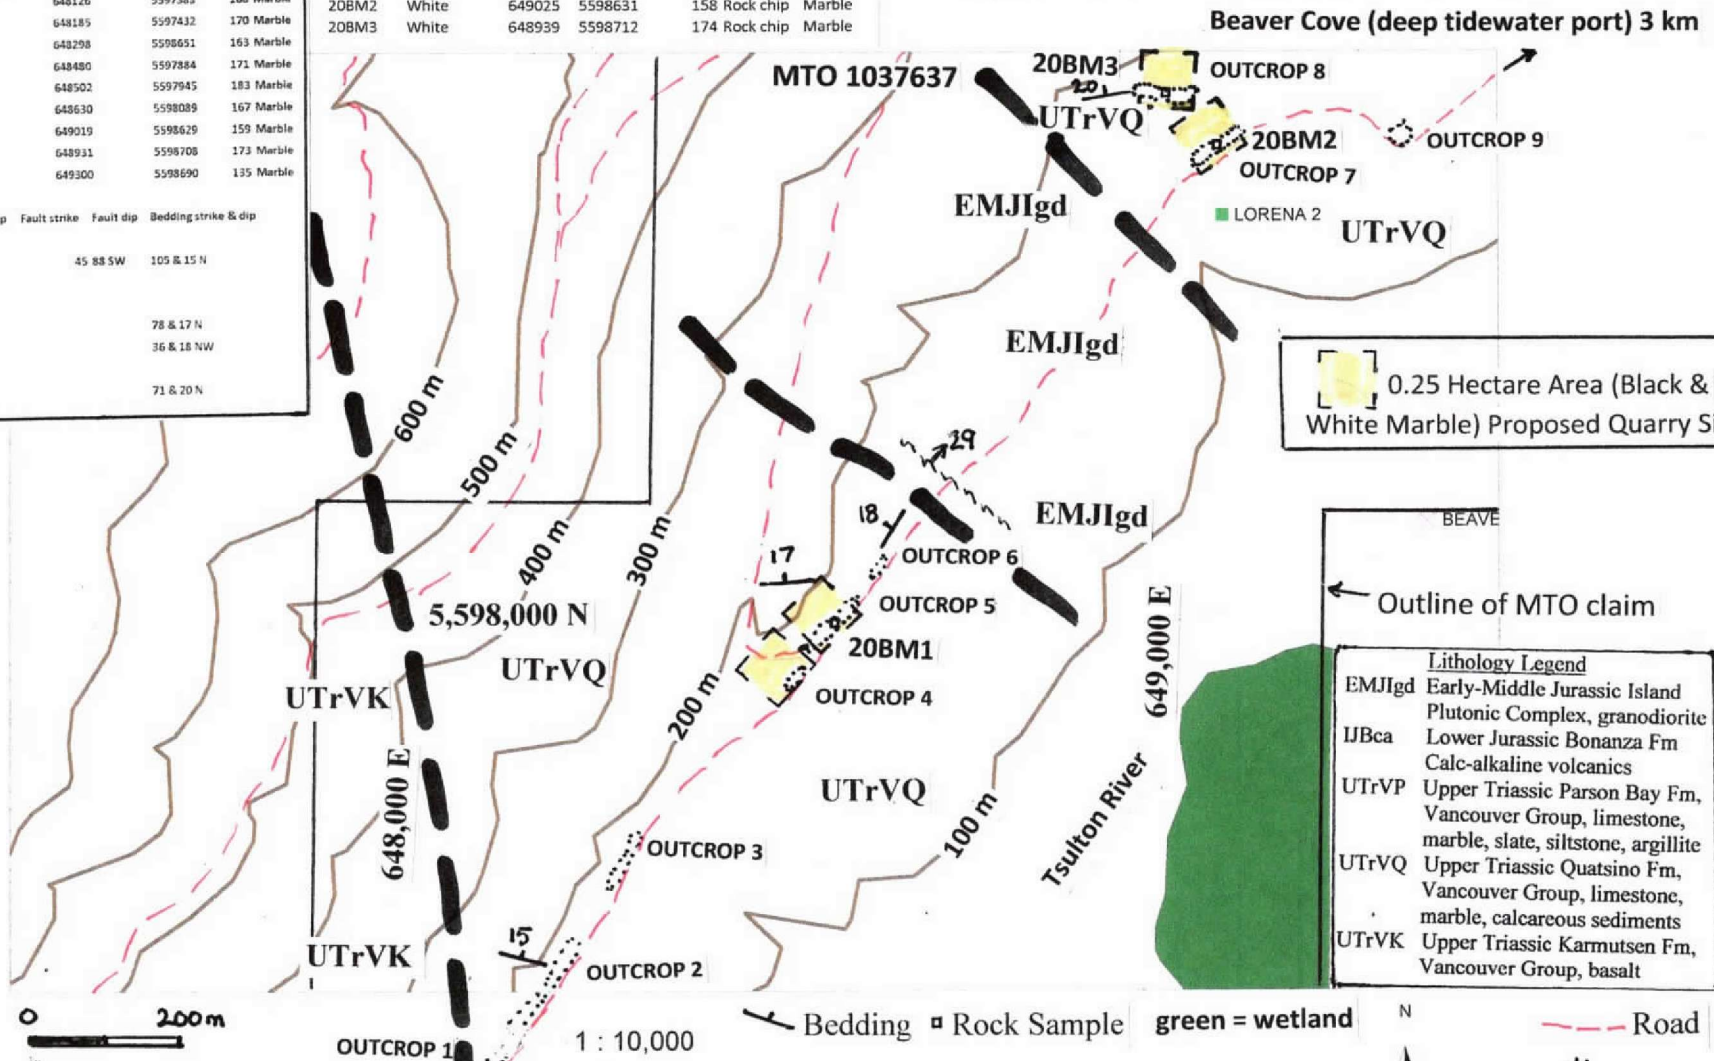 5597432 170 Marble
648185
648298 5598651 163 Marble
648480 5597884 171 Marble
648502 5597945 183 Marble
648630 5598089 167 Marble
649019 5598629 159 Marble
648931 5598708 173 Marble
649300 5598690 135 Marble
Fault strike Fault dip Bedding strike & dip
45 88 SW 105 & 15 N
78 & 17 N
36 & 18 NW
71 & 20 N
20BM2 White 649025 5598631 158 Rock chip Marble
20BM3 White 648939 5598712 174 Rock chip Marble
Beaver Cove (deep tidewater port) 3 km
MTO 1037637
20BM3
OUTCROP 8
20
UTrVQ
20BM2
OUTCROP 9
OUTCROP 7
EMJIgd
LORENA 2
UTrVQ
EMJIgd
0.25 Hectare Area (Black &
White Marble) Proposed Quarry
600 m
500 m
29
18
EMJIgd
BEAVE
400 m
300 m
17
OUTCROP 6
5,598,000 N
OUTCROP 5
Outline of MTO claim
20BM1
UTrVQ
UTrVK
OUTCROP 4
200 m
649,000 E
648,000 E
UTrVQ
Tsulton River
100 m
OUTCROP 3
UTrVK
15
OUTCROP 2
Lithology Legend
EMJIgd Early-Middle Jurassic Island
Plutonic Complex, granodiorite
IJBca Lower Jurassic Bonanza Fm
Calc-alkaline volcanics
UTrVP Upper Triassic Parson Bay Fm,
Vancouver Group, limestone,
marble, slate, siltstone, argillite
UTrVQ Upper Triassic Quatsino Fm,
Vancouver Group, limestone,
marble, calcareous sediments
UTrVK Upper Triassic Karmutsen Fm,
Vancouver Group, basalt
0 200m
OUTCROP 1
1 : 10,000
Bedding
Rock Sample
green = wetland
N
Road